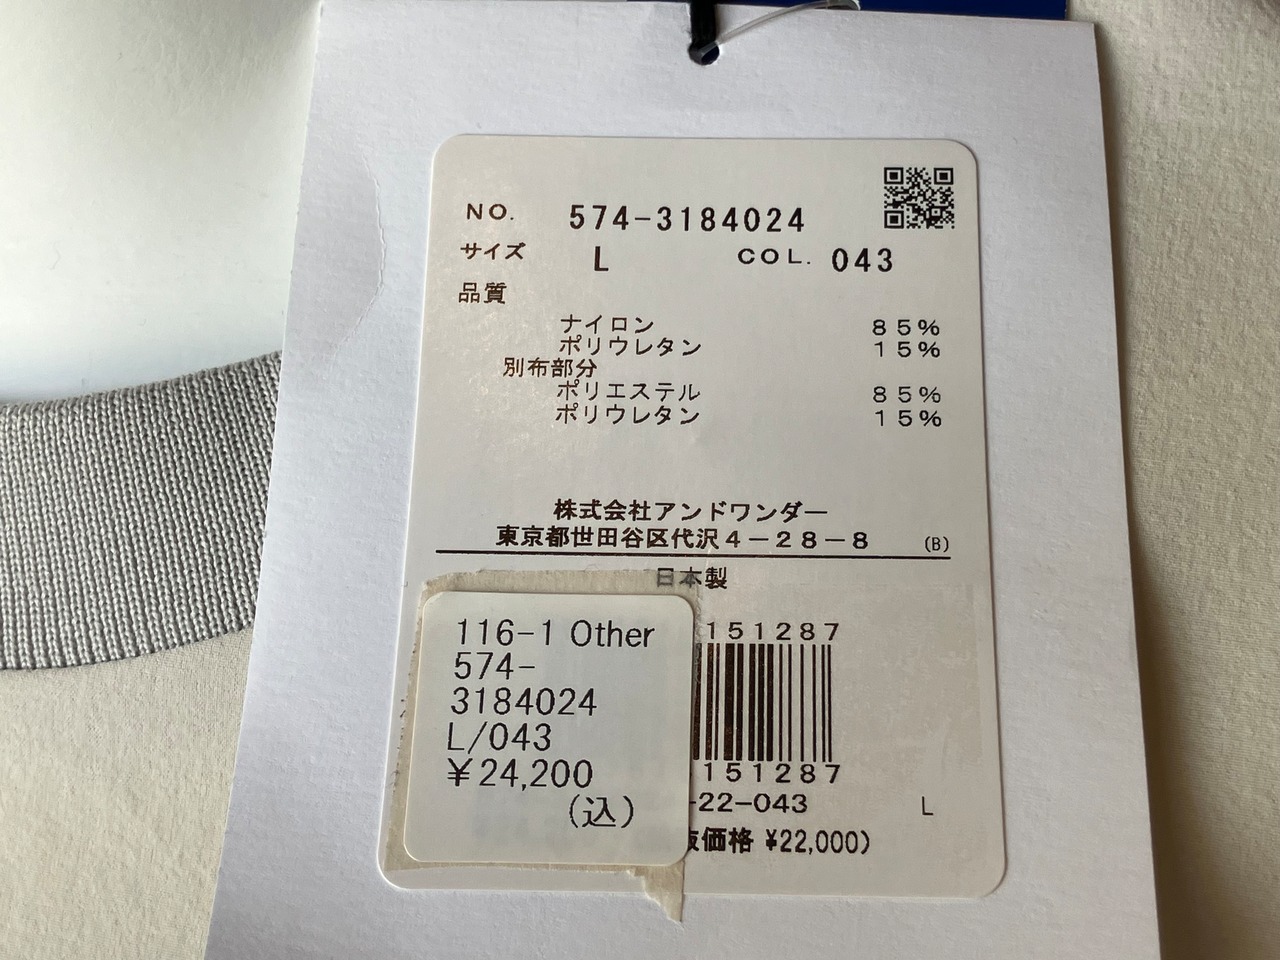 NO. 574-3184024
サイズ L COL. 043
品質
ナイロン 85%
ポリウレタン 15%
別布部分
ポリエステル 85%
ポリウレタン 15%
株式会社アンドワンダー
東京都世田谷区代沢4-28-8 (B)
日本製
116-1 Other
574-
3184024
L/043
¥24,200
(込)
151287
151287
-22-043 L
価格 ¥22,000)